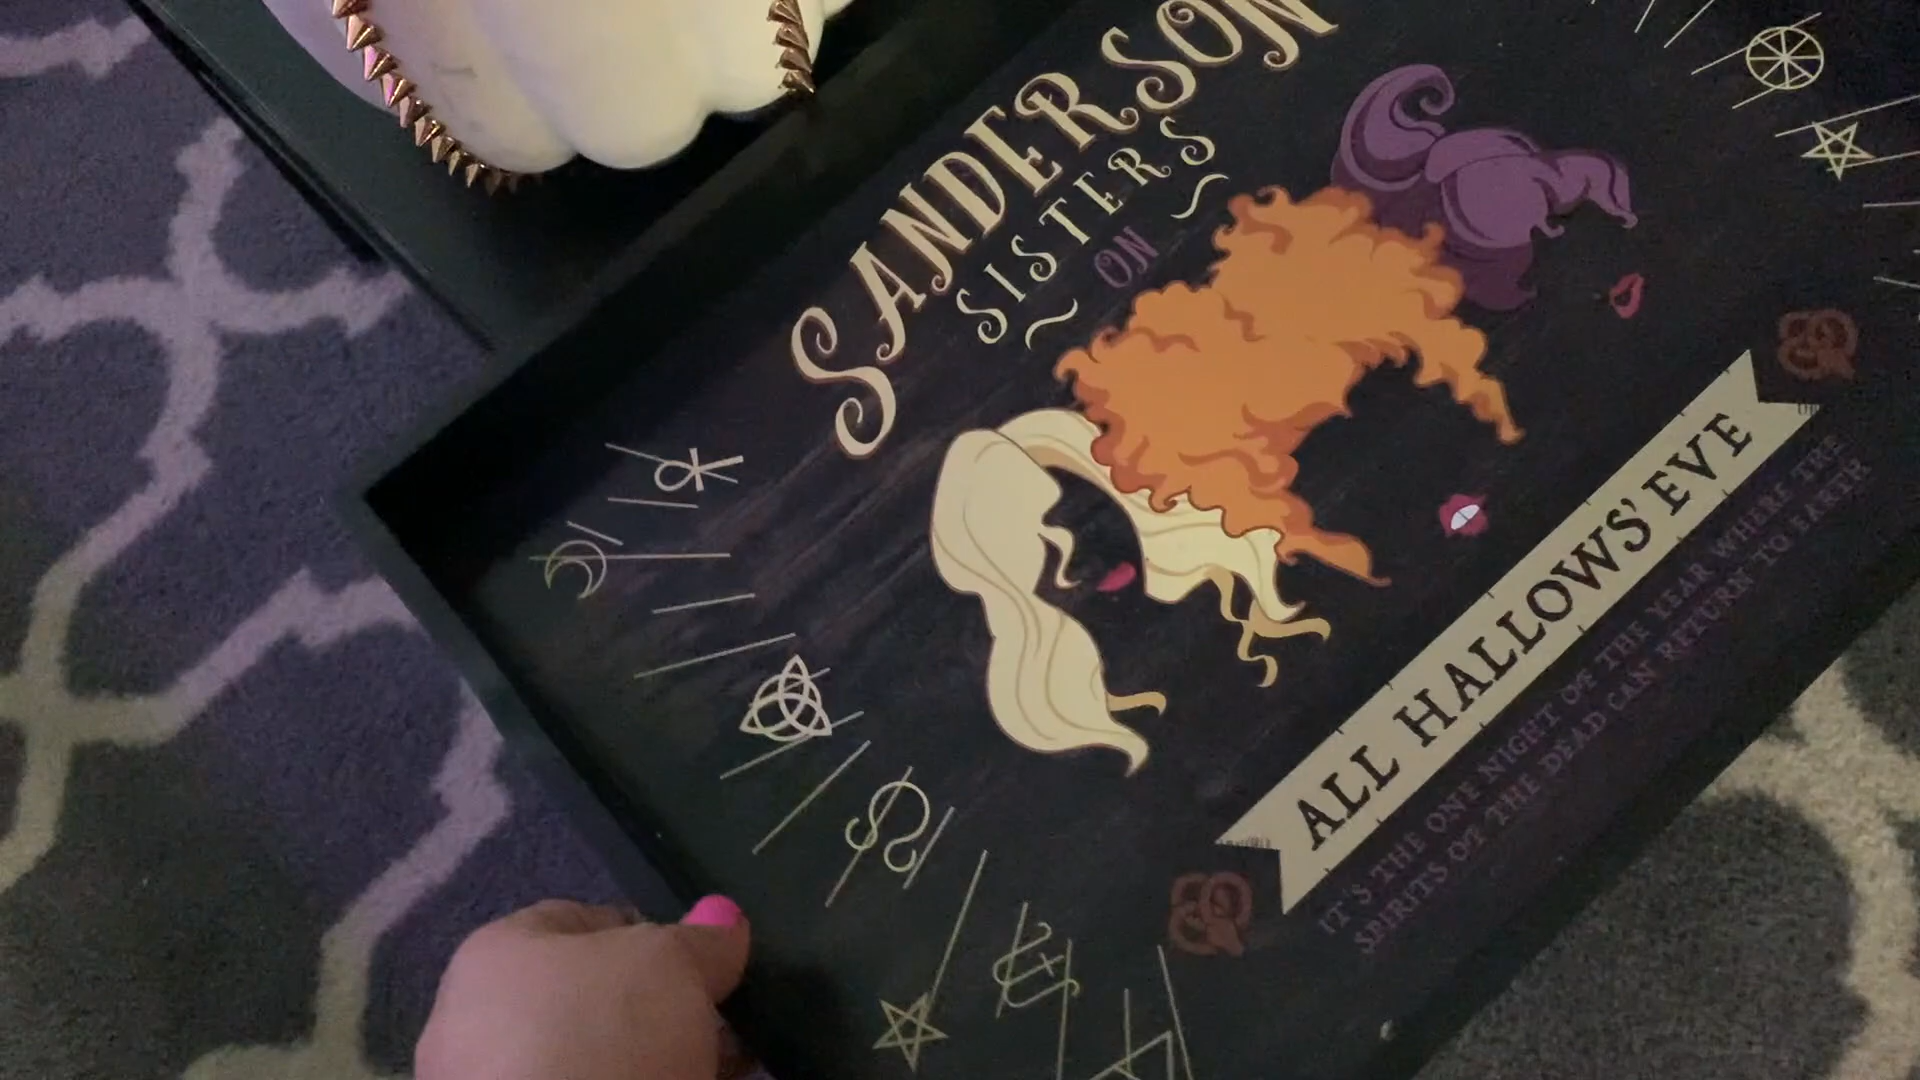 SANDERSON
SISTERS
ON
ALL HALLOWS' EVE
IT'S THE ONE NIGHT OF THE YEAR WHERE THE
SPIRITS OF THE DEAD CAN RETURN TO EARTH